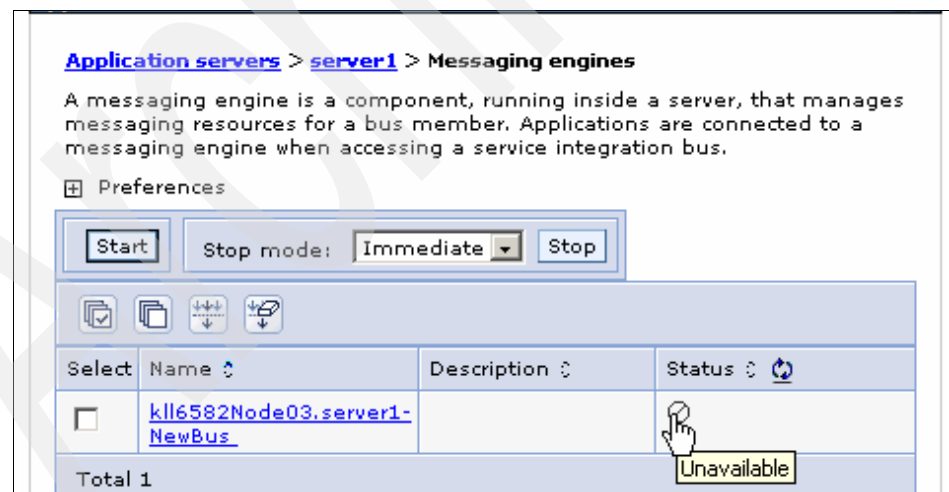 Application servers > server1 > Messaging engines
A messaging engine is a component, running inside a server, that manages
messaging resources for a bus member. Applications are connected to a
messaging engine when accessing a service integration bus.
Preferences
Start Stop mode: Immediate Stop
Select Name Description Status
kll6582Node03.server1-
NewBus
Unavailable
Total 1